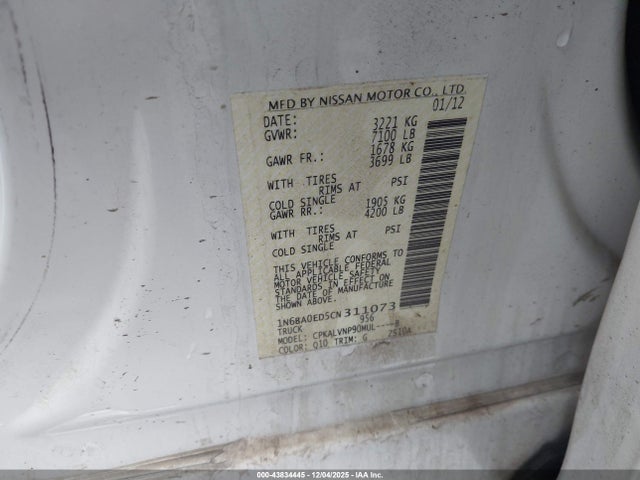 MFD BY NISSAN MOTOR CO., LTD.
DATE: 01/12
GVWR: 3221 KG
7100 LB
GAWR FR.: 1678 KG
3699 LB
WITH TIRES
RIMS AT PSI
COLD SINGLE
GAWR RR.: 1905 KG
4200 LB
WITH TIRES
RIMS AT PSI
COLD SINGLE
THIS VEHICLE CONFORMS TO
ALL APPLICABLE FEDERAL
MOTOR VEHICLE SAFETY
STANDARDS IN EFFECT ON
THE DATE OF MANUFACTURE
SHOWN ABOVE.
1N6BA0ED5CN311073
TRUCK 956
MODEL: CPKALVNP90MUL----B
COLOR: Q10 TRIM: G
000-43834445 - 12/04/2025 - IAA Inc.